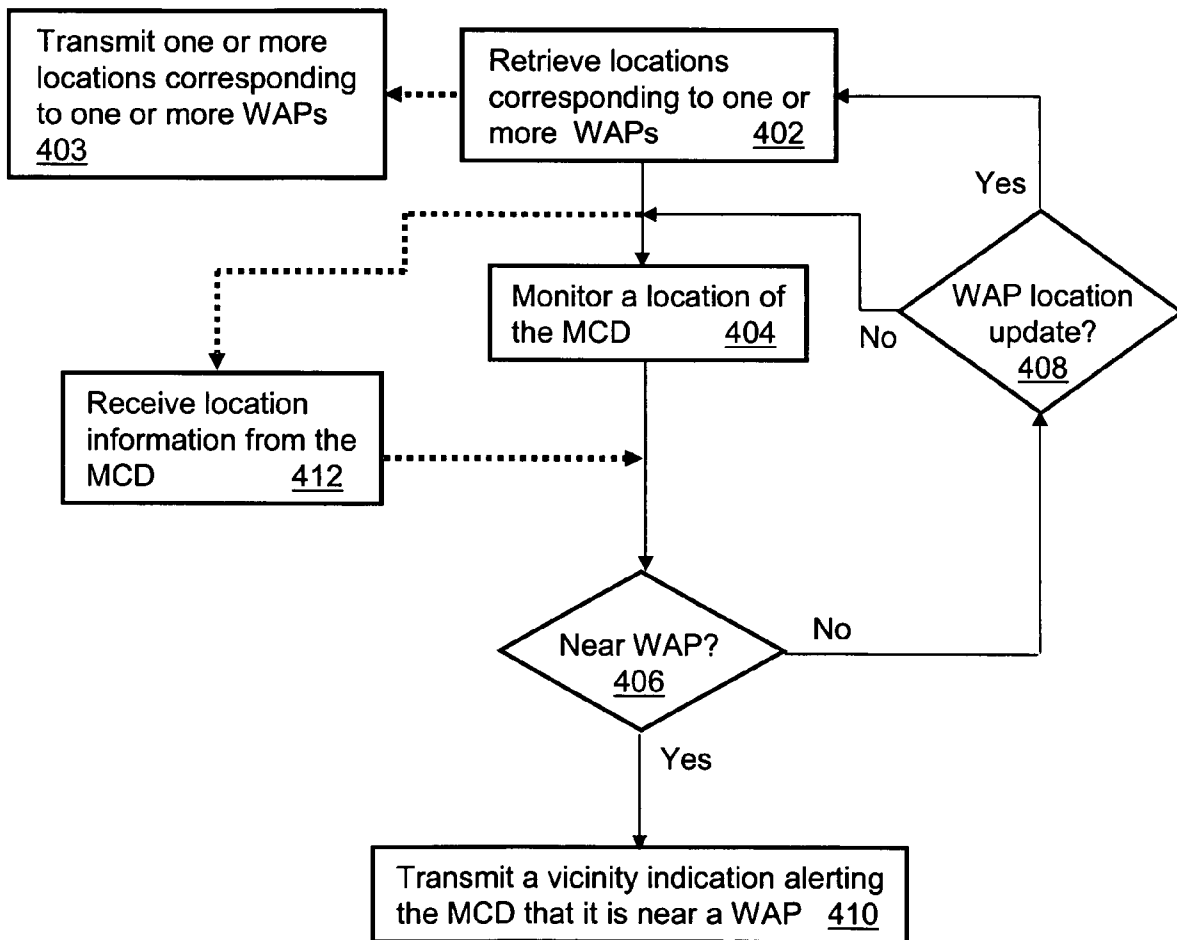 Transmit one or more
locations corresponding
to one or more WAPs
403
Retrieve locations
corresponding to one or
more WAPs 402
Yes
Monitor a location of
the MCD 404
No
WAP location
update?
408
Receive location
information from the
MCD 412
Near WAP?
406
No
Yes
Transmit a vicinity indication alerting
the MCD that it is near a WAP 410